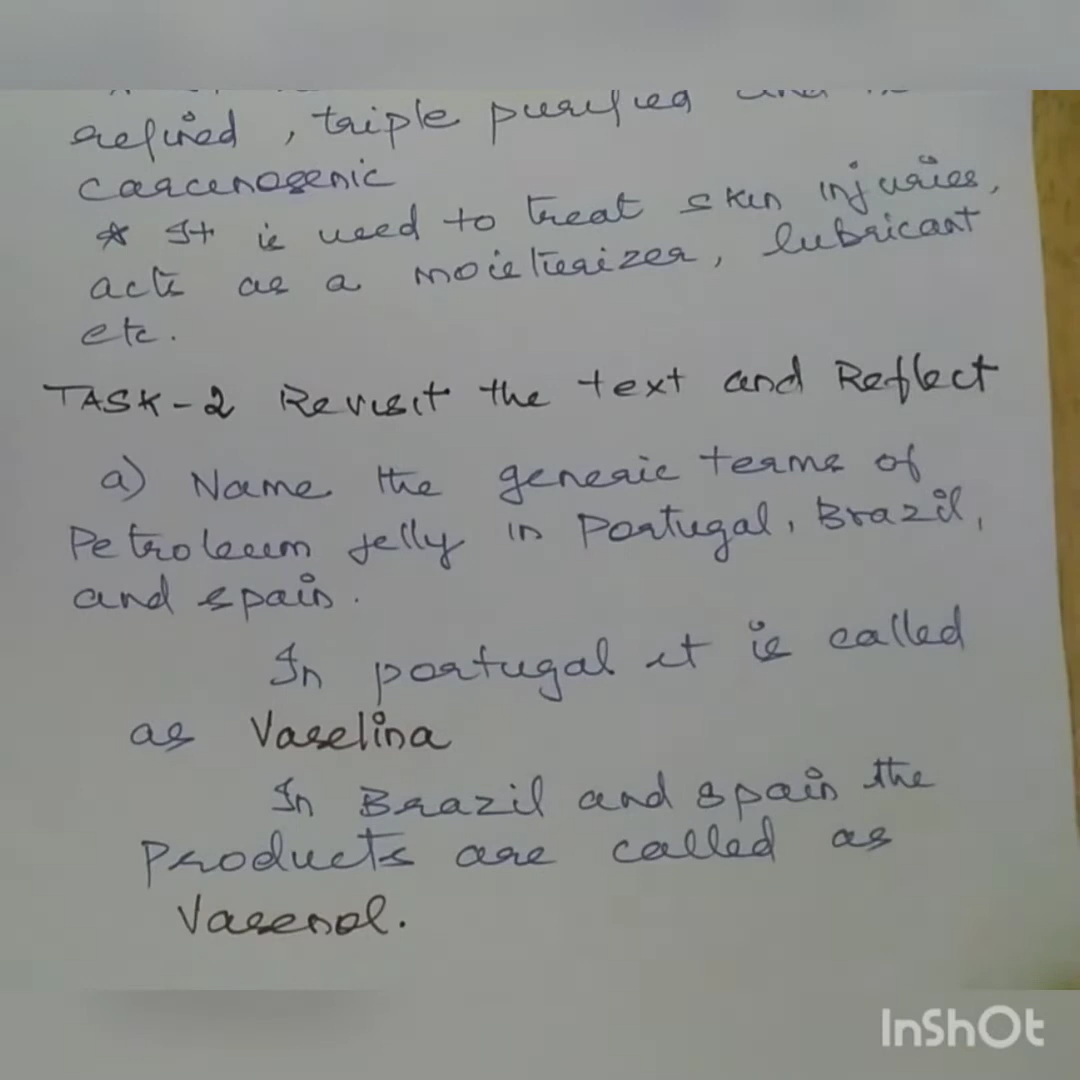 refined, triple purified and
carcenogenic
* It is used to treat skin injuries,
acts as a moisturizer, lubricant
etc.
TASK-2 Revisit the text and Reflect
a) Name the generic terms of
Petroleum Jelly in Portugal, Brazil,
and Spain.
In portugal it is called
as Vaselina
In Brazil and Spain the
Products are called as
Vasenol.
InShOt